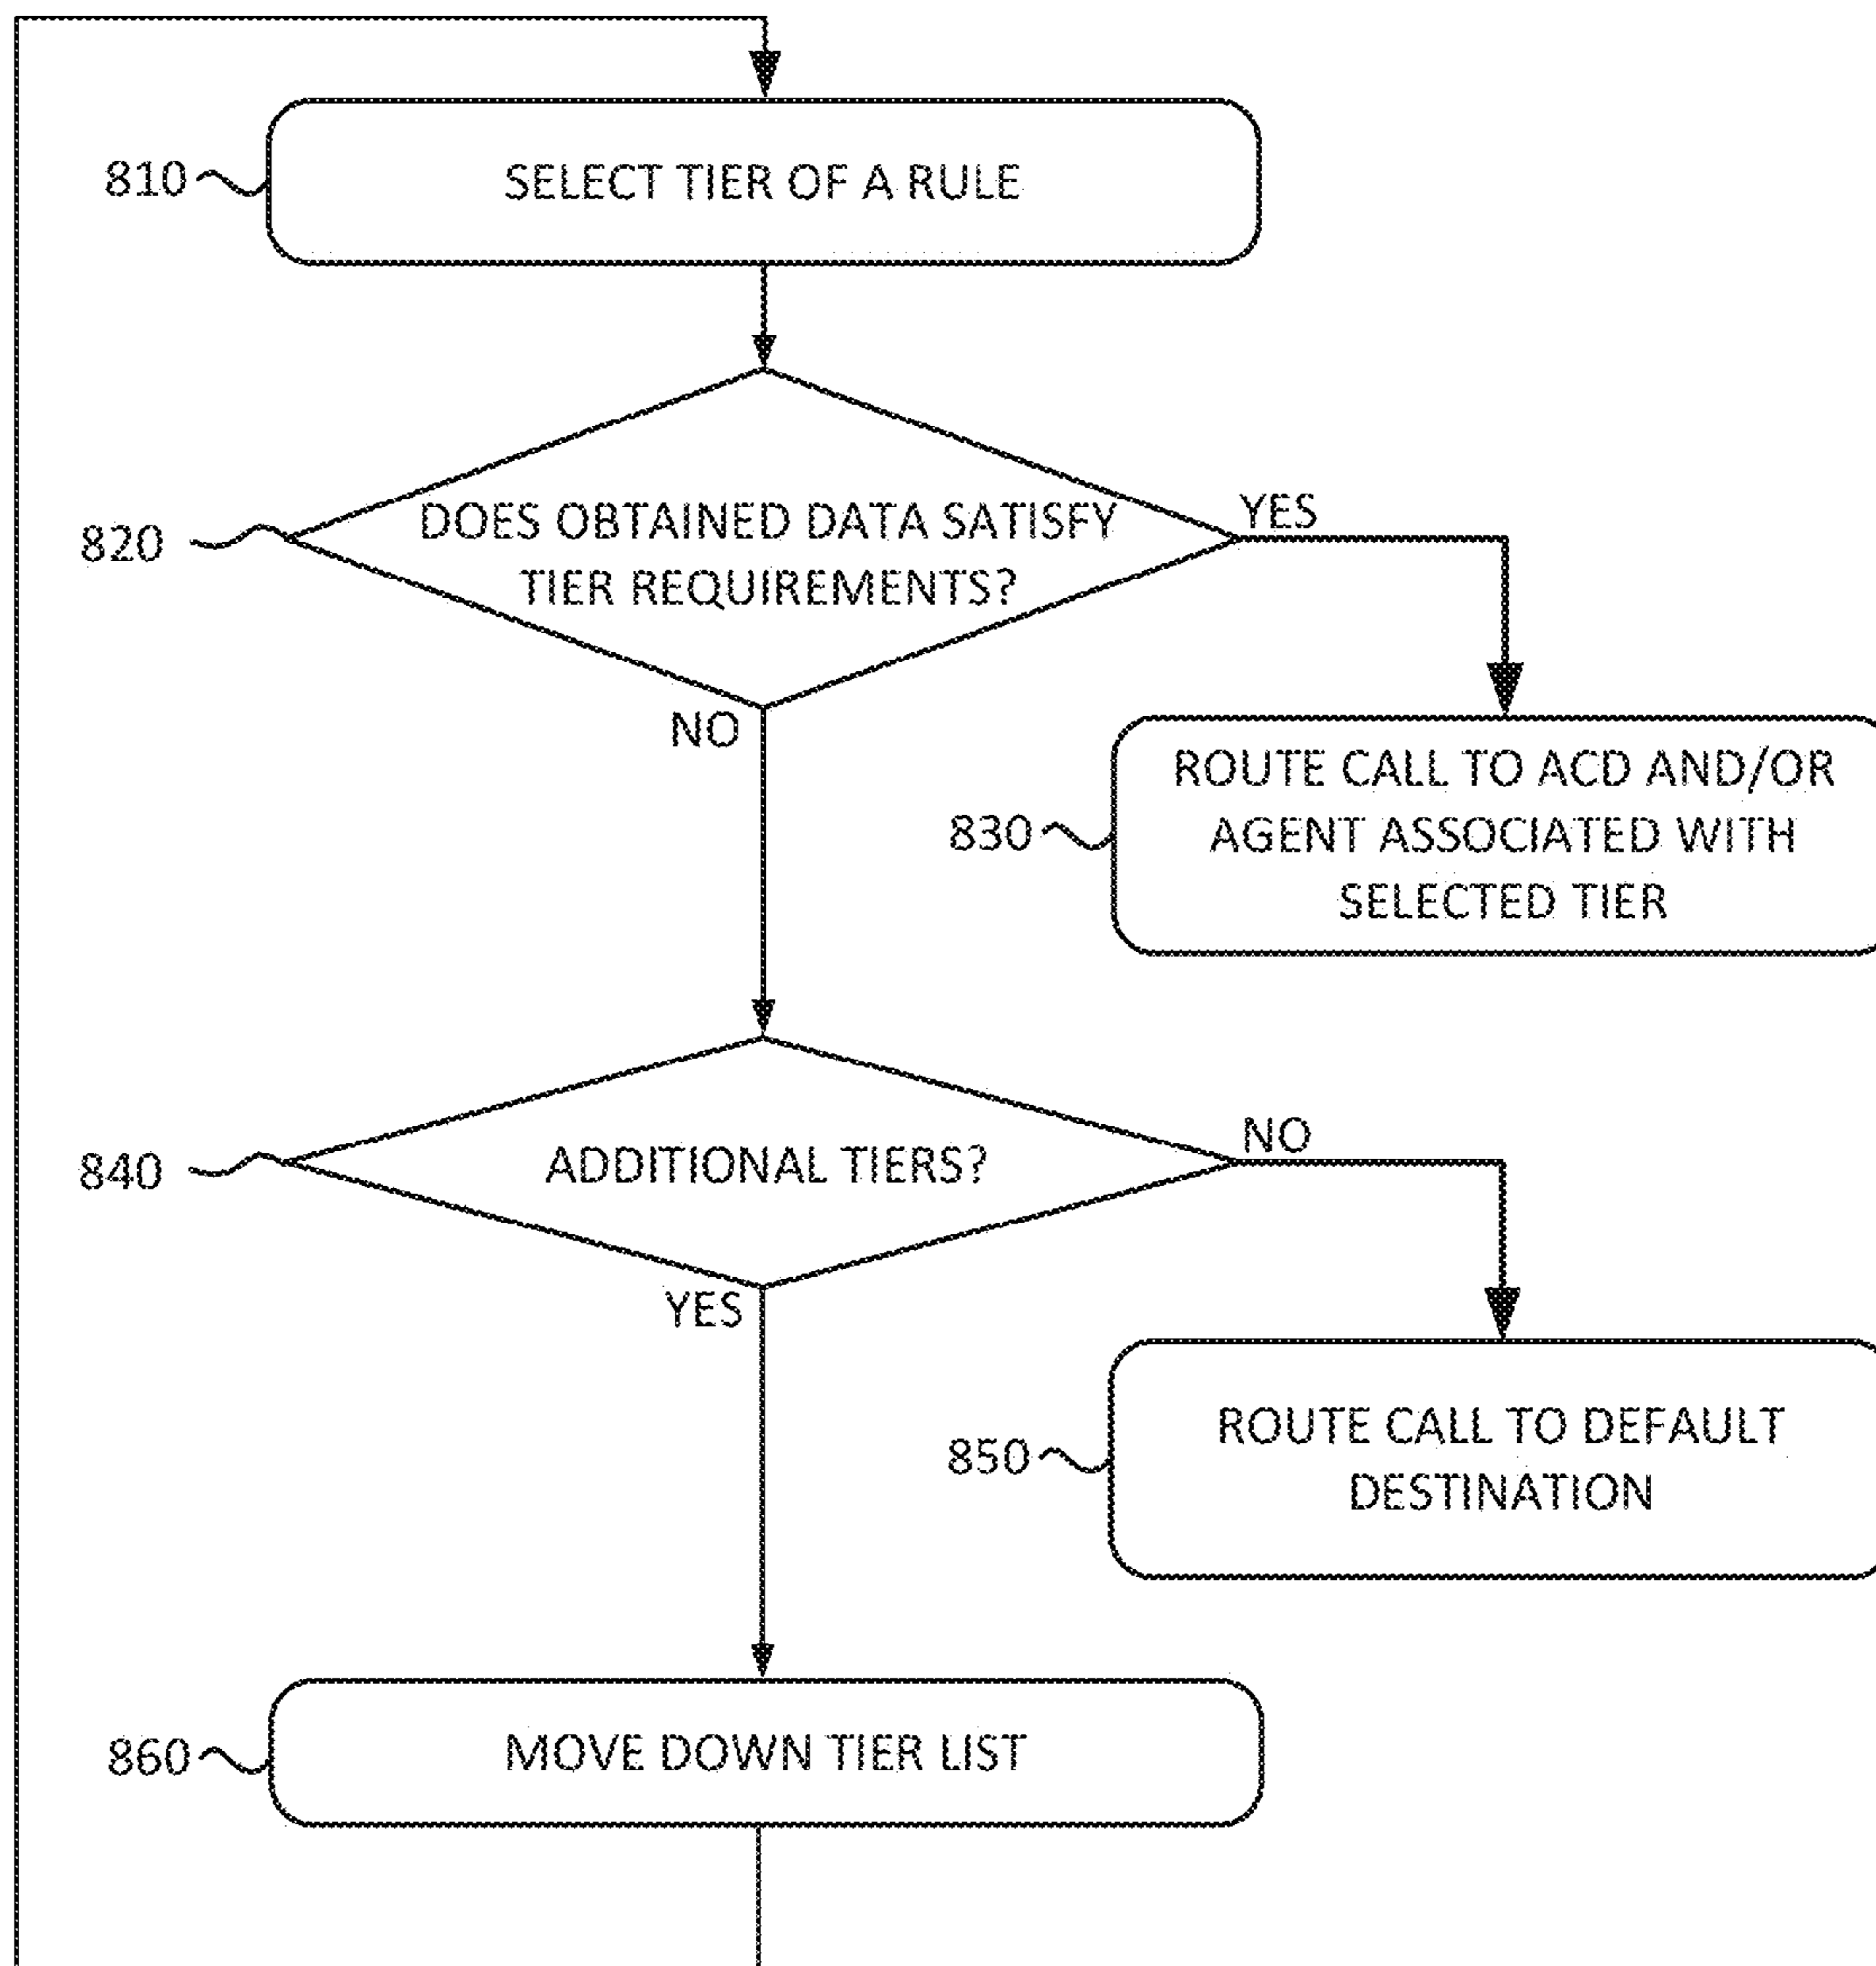 810
SELECT TIER OF A RULE
820
DOES OBTAINED DATA SATISFY
TIER REQUIREMENTS?
YES
NO
830
ROUTE CALL TO ACD AND/OR
AGENT ASSOCIATED WITH
SELECTED TIER
840
ADDITIONAL TIERS?
NO
YES
850
ROUTE CALL TO DEFAULT
DESTINATION
860
MOVE DOWN TIER LIST